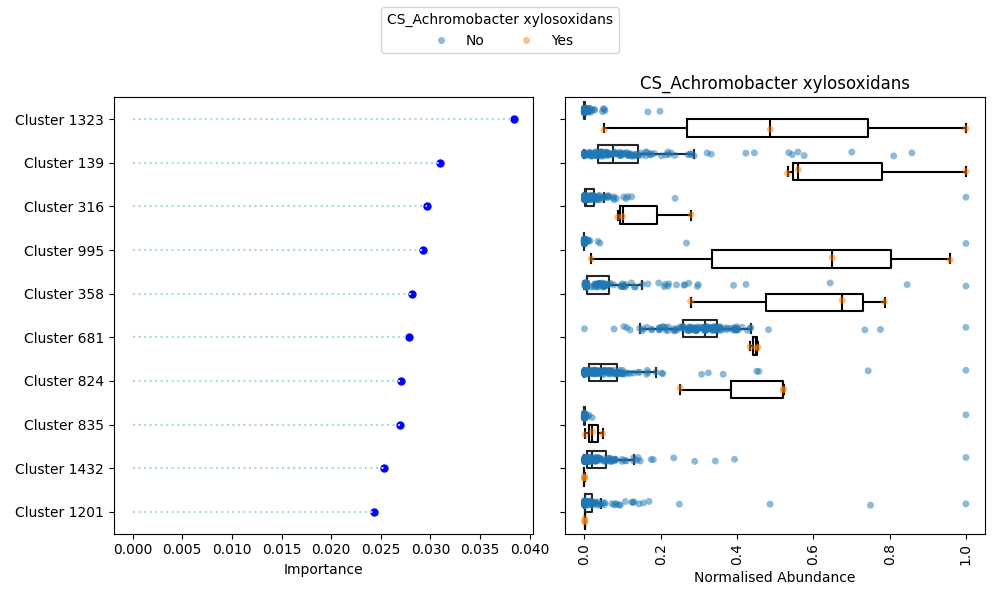 CS_Achromobacter xylosoxidans
No Yes
CS_Achromobacter xylosoxidans
Cluster 1323
Cluster 139
Cluster 316
Cluster 995
Cluster 358
Cluster 681
Cluster 824
Cluster 835
Cluster 1432
Cluster 1201
0.000 0.005 0.010 0.015 0.020 0.025 0.030 0.035 0.040
Importance
0.0 0.2 0.4 0.6 0.8 1.0
Normalised Abundance